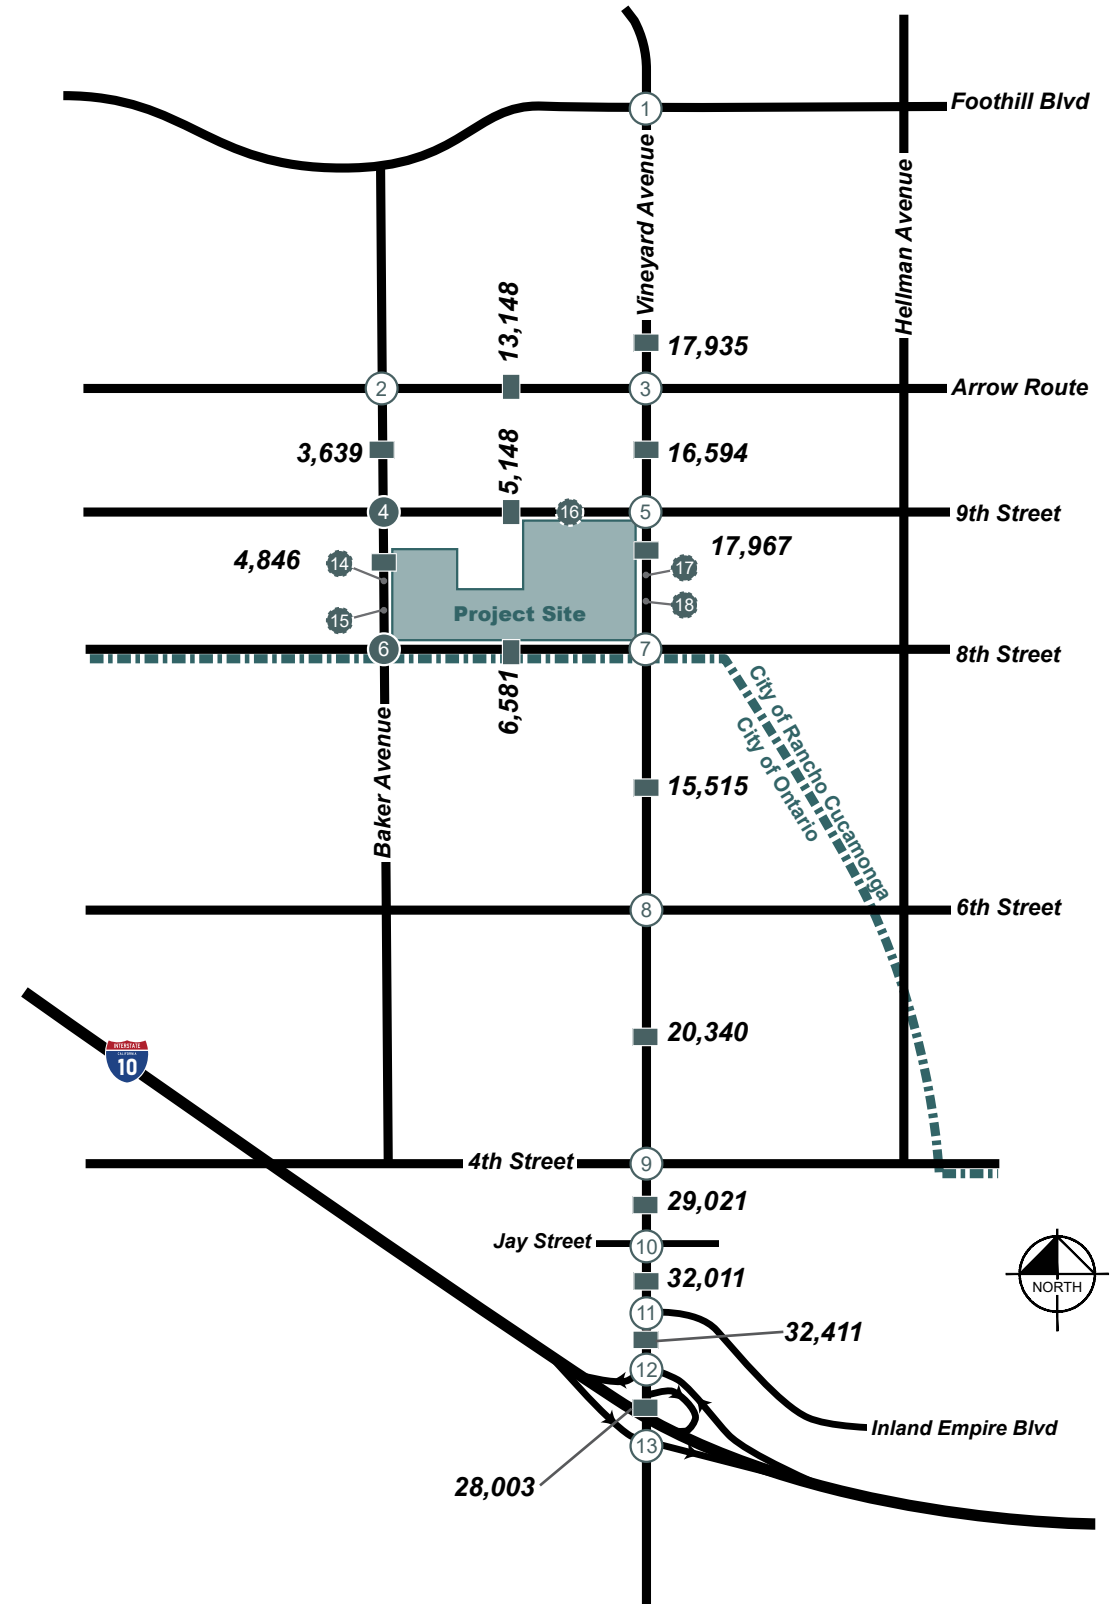 Foothill Blvd
1
Vineyard Avenue
Hellman Avenue
13,148
17,935
2
3
Arrow Route
3,639
5,148
16,594
4
16
5
9th Street
4,846
14
17,967
17
15
Project Site
18
6
7
8th Street
6,581
City of Rancho Cucamonga
City of Ontario
Baker Avenue
15,515
8
6th Street
INTERSTATE
CALIFORNIA
10
20,340
4th Street
9
29,021
Jay Street
10
32,011
NORTH
11
32,411
12
Inland Empire Blvd
13
28,003